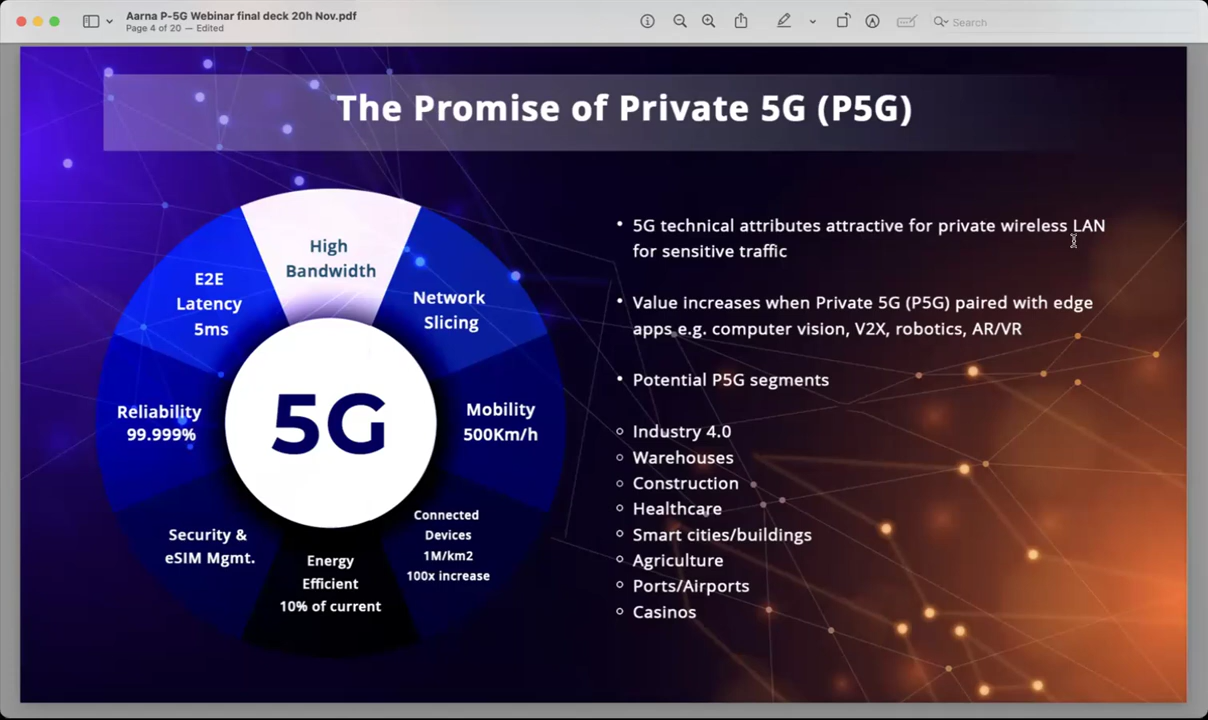 Aarna P-5G Webinar final deck 20h Nov.pdf
Page 4 of 20 — Edited
Search
The Promise of Private 5G (P5G)
High
Bandwidth
Network
Slicing
Mobility
500Km/h
Connected
Devices
1M/km2
100x increase
Energy
Efficient
10% of current
Security &
eSIM Mgmt.
Reliability
99.999%
E2E
Latency
5ms
5G
• 5G technical attributes attractive for private wireless LAN
for sensitive traffic
• Value increases when Private 5G (P5G) paired with edge
apps e.g. computer vision, V2X, robotics, AR/VR
• Potential P5G segments
○ Industry 4.0
○ Warehouses
○ Construction
○ Healthcare
○ Smart cities/buildings
○ Agriculture
○ Ports/Airports
○ Casinos